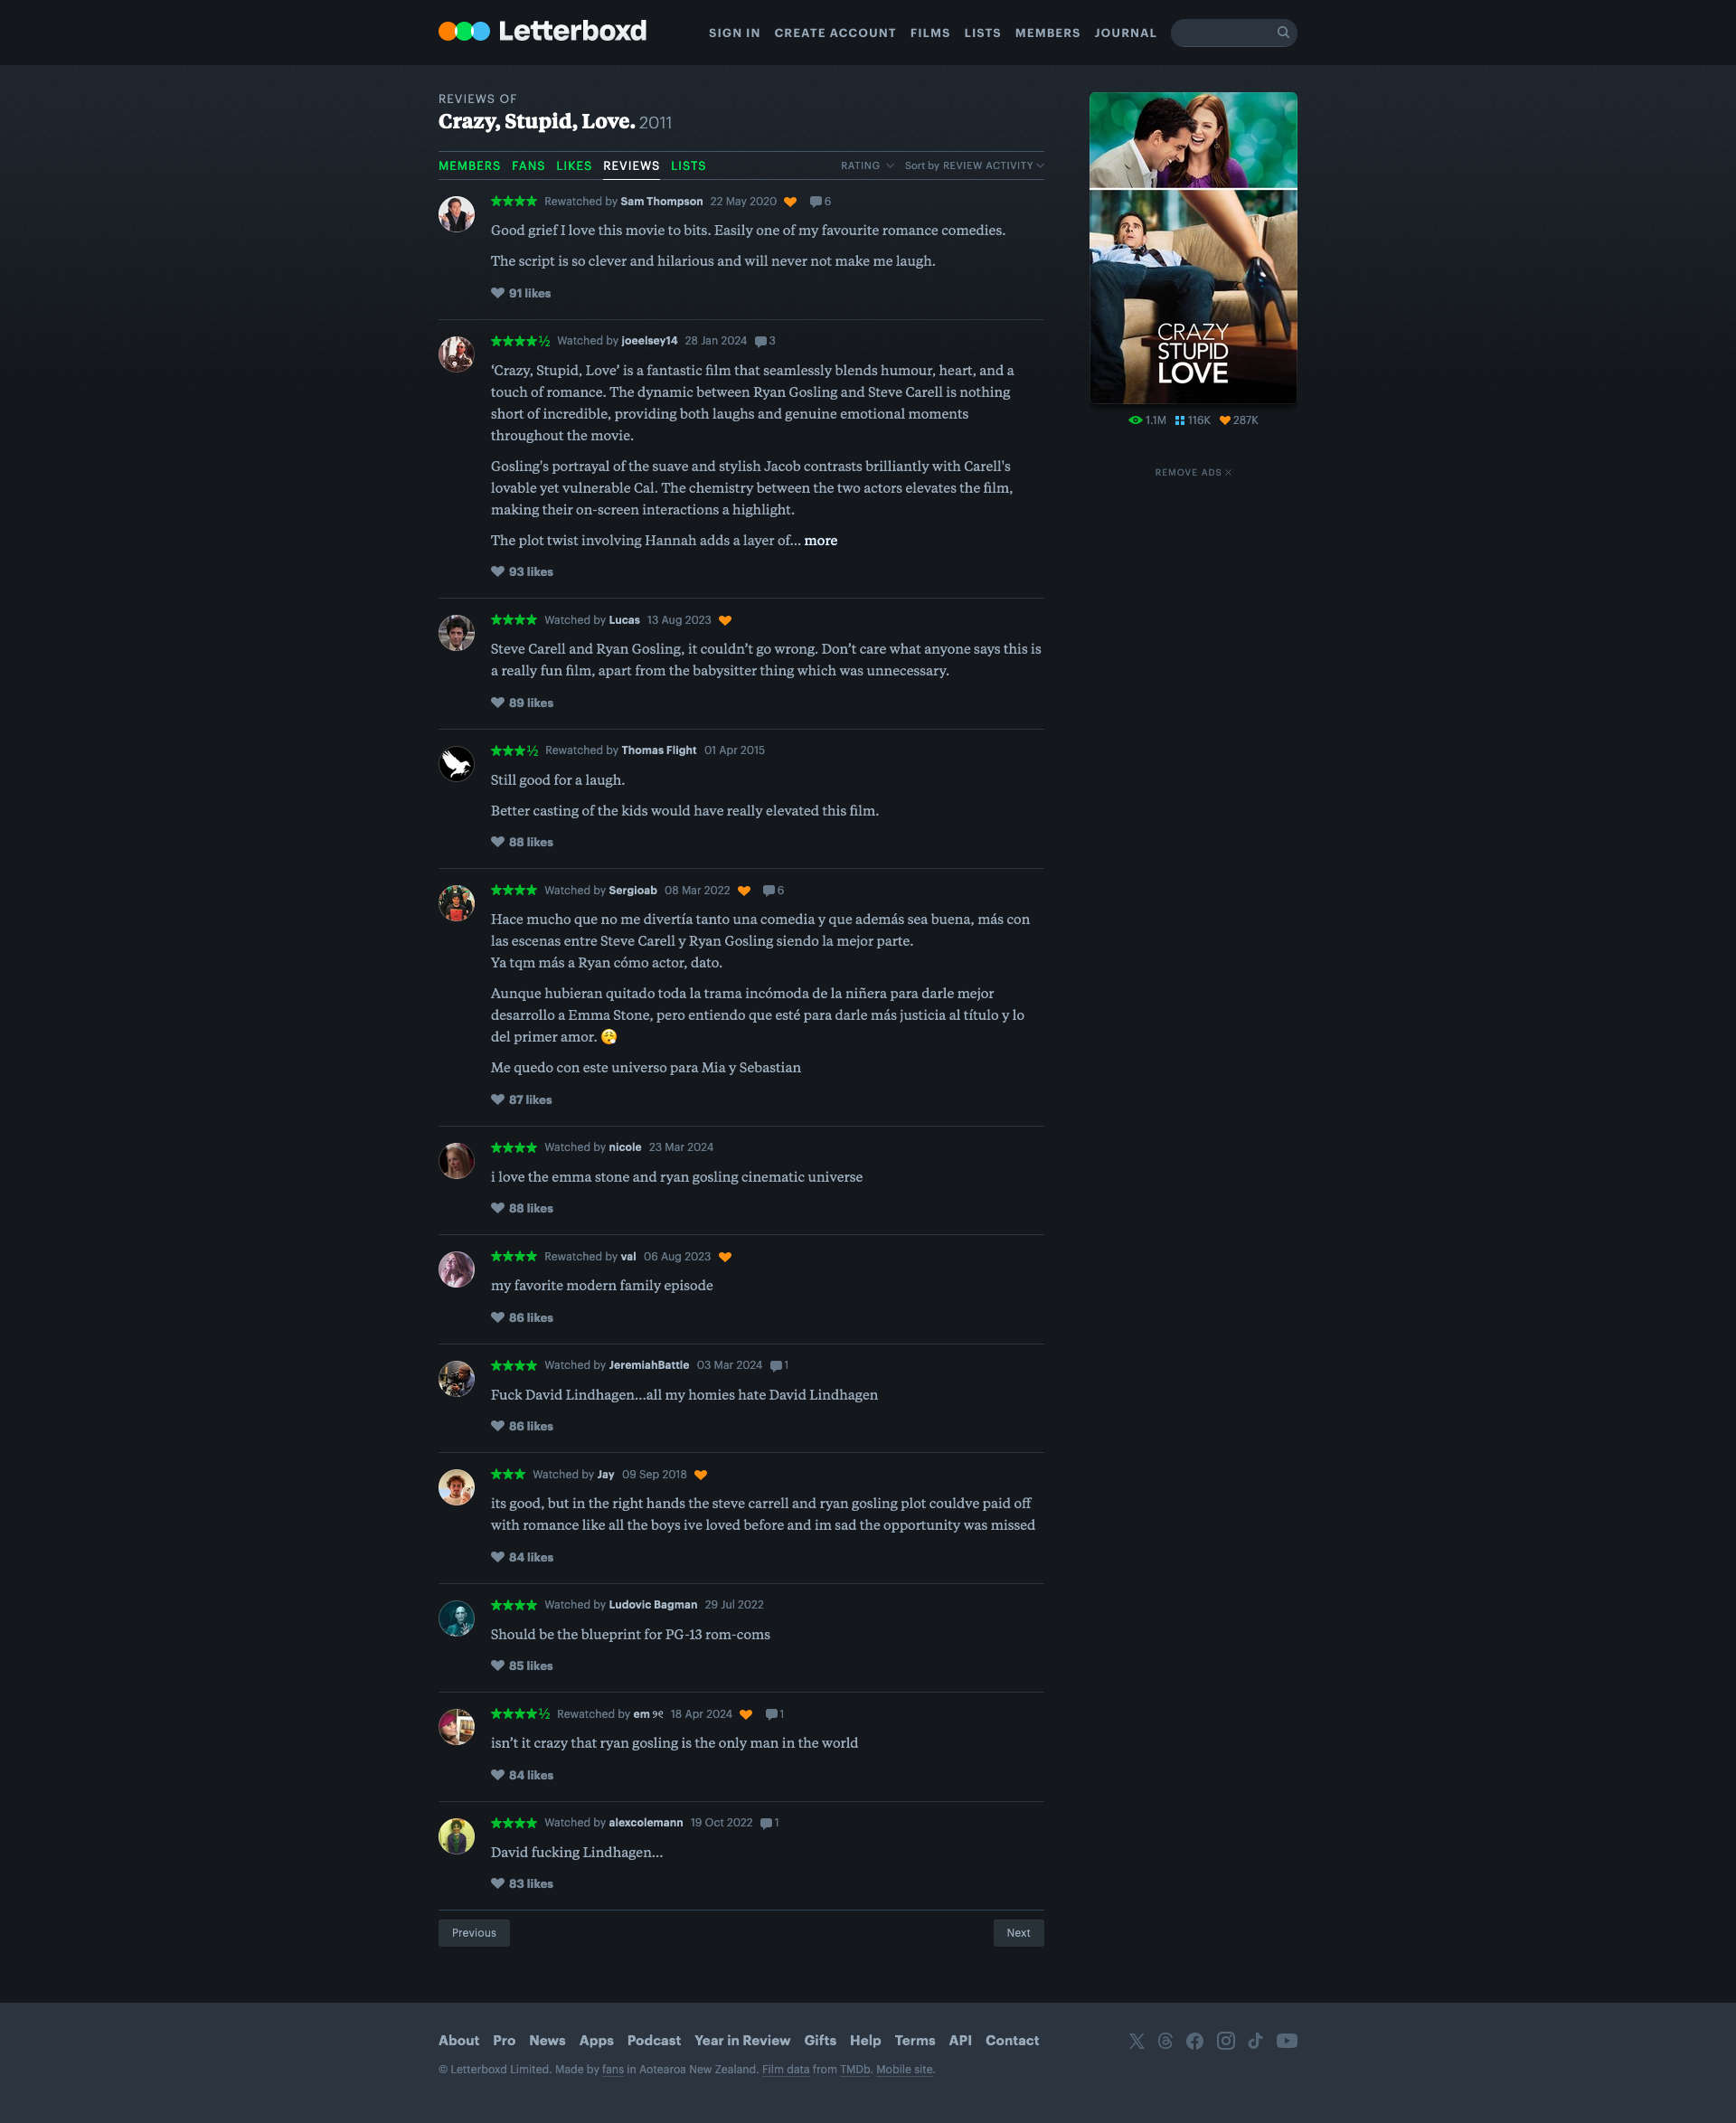 Letterboxd
SIGN IN CREATE ACCOUNT FILMS LISTS MEMBERS JOURNAL
REVIEWS OF
Crazy, Stupid, Love. 2011
MEMBERS FANS LIKES REVIEWS LISTS RATING Sort by REVIEW ACTIVITY
★★★★ Rewatched by Sam Thompson 22 May 2020 6
Good grief I love this movie to bits. Easily one of my favourite romance comedies.
The script is so clever and hilarious and will never not make me laugh.
91 likes
★★★★½ Watched by joeelsey14 28 Jan 2024 3
‘Crazy, Stupid, Love’ is a fantastic film that seamlessly blends humour, heart, and a
touch of romance. The dynamic between Ryan Gosling and Steve Carell is nothing
short of incredible, providing both laughs and genuine emotional moments
throughout the movie.
Gosling's portrayal of the suave and stylish Jacob contrasts brilliantly with Carell's
lovable yet vulnerable Cal. The chemistry between the two actors elevates the film,
making their on-screen interactions a highlight.
The plot twist involving Hannah adds a layer of… more
93 likes
★★★★ Watched by Lucas 13 Aug 2023
Steve Carell and Ryan Gosling, it couldn’t go wrong. Don’t care what anyone says this is
a really fun film, apart from the babysitter thing which was unnecessary.
89 likes
★★★½ Rewatched by Thomas Flight 01 Apr 2015
Still good for a laugh.
Better casting of the kids would have really elevated this film.
88 likes
★★★★ Watched by Sergioab 08 Mar 2022 6
Hace mucho que no me divertía tanto una comedia y que además sea buena, más con
las escenas entre Steve Carell y Ryan Gosling siendo la mejor parte.
Ya tqm más a Ryan cómo actor, dato.
Aunque hubieran quitado toda la trama incómoda de la niñera para darle mejor
desarrollo a Emma Stone, pero entiendo que esté para darle más justicia al título y lo
del primer amor. 😮‍💨
Me quedo con este universo para Mia y Sebastian
87 likes
★★★★ Watched by nicole 23 Mar 2024
i love the emma stone and ryan gosling cinematic universe
88 likes
★★★★ Rewatched by val 06 Aug 2023
my favorite modern family episode
86 likes
★★★★ Watched by JeremiahBattle 03 Mar 2024 1
Fuck David Lindhagen…all my homies hate David Lindhagen
86 likes
★★★ Watched by Jay 09 Sep 2018
its good, but in the right hands the steve carrell and ryan gosling plot couldve paid off
with romance like all the boys ive loved before and im sad the opportunity was missed
84 likes
★★★★ Watched by Ludovic Bagman 29 Jul 2022
Should be the blueprint for PG-13 rom-coms
85 likes
★★★★½ Rewatched by em ୨୧ 18 Apr 2024 1
isn’t it crazy that ryan gosling is the only man in the world
84 likes
★★★★ Watched by alexcolemann 19 Oct 2022 1
David fucking Lindhagen…
83 likes
Previous Next
CRAZY
STUPID
LOVE
1.1M 116K 287K
REMOVE ADS
About Pro News Apps Podcast Year in Review Gifts Help Terms API Contact
© Letterboxd Limited. Made by fans in Aotearoa New Zealand. Film data from TMDb. Mobile site.